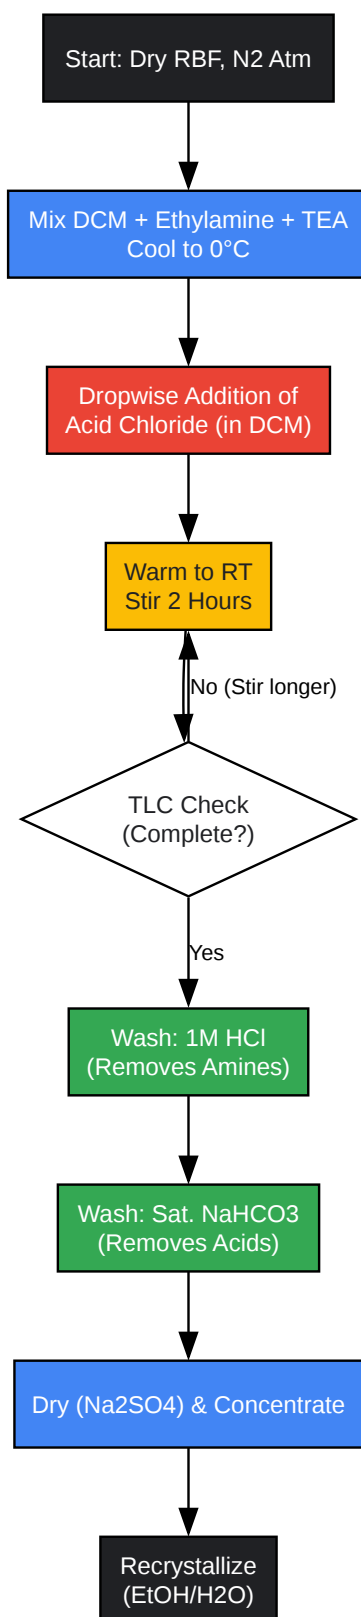 Start: Dry RBF, N2 Atm
Mix DCM + Ethylamine + TEA
Cool to 0°C
Dropwise Addition of
Acid Chloride (in DCM)
Warm to RT
Stir 2 Hours
No (Stir longer)
TLC Check
(Complete?)
Yes
Wash: 1M HCl
(Removes Amines)
Wash: Sat. NaHCO3
(Removes Acids)
Dry (Na2SO4) & Concentrate
Recrystallize
(EtOH/H2O)